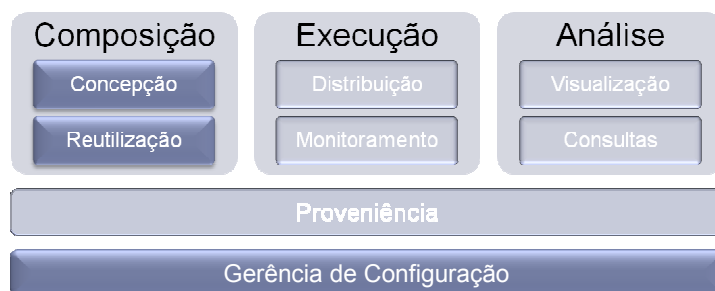 Composição
Execução
Análise
Concepção
Distribuição
Visualização
Reutilização
Monitoramento
Consultas
Proveniência
Gerência de Configuração